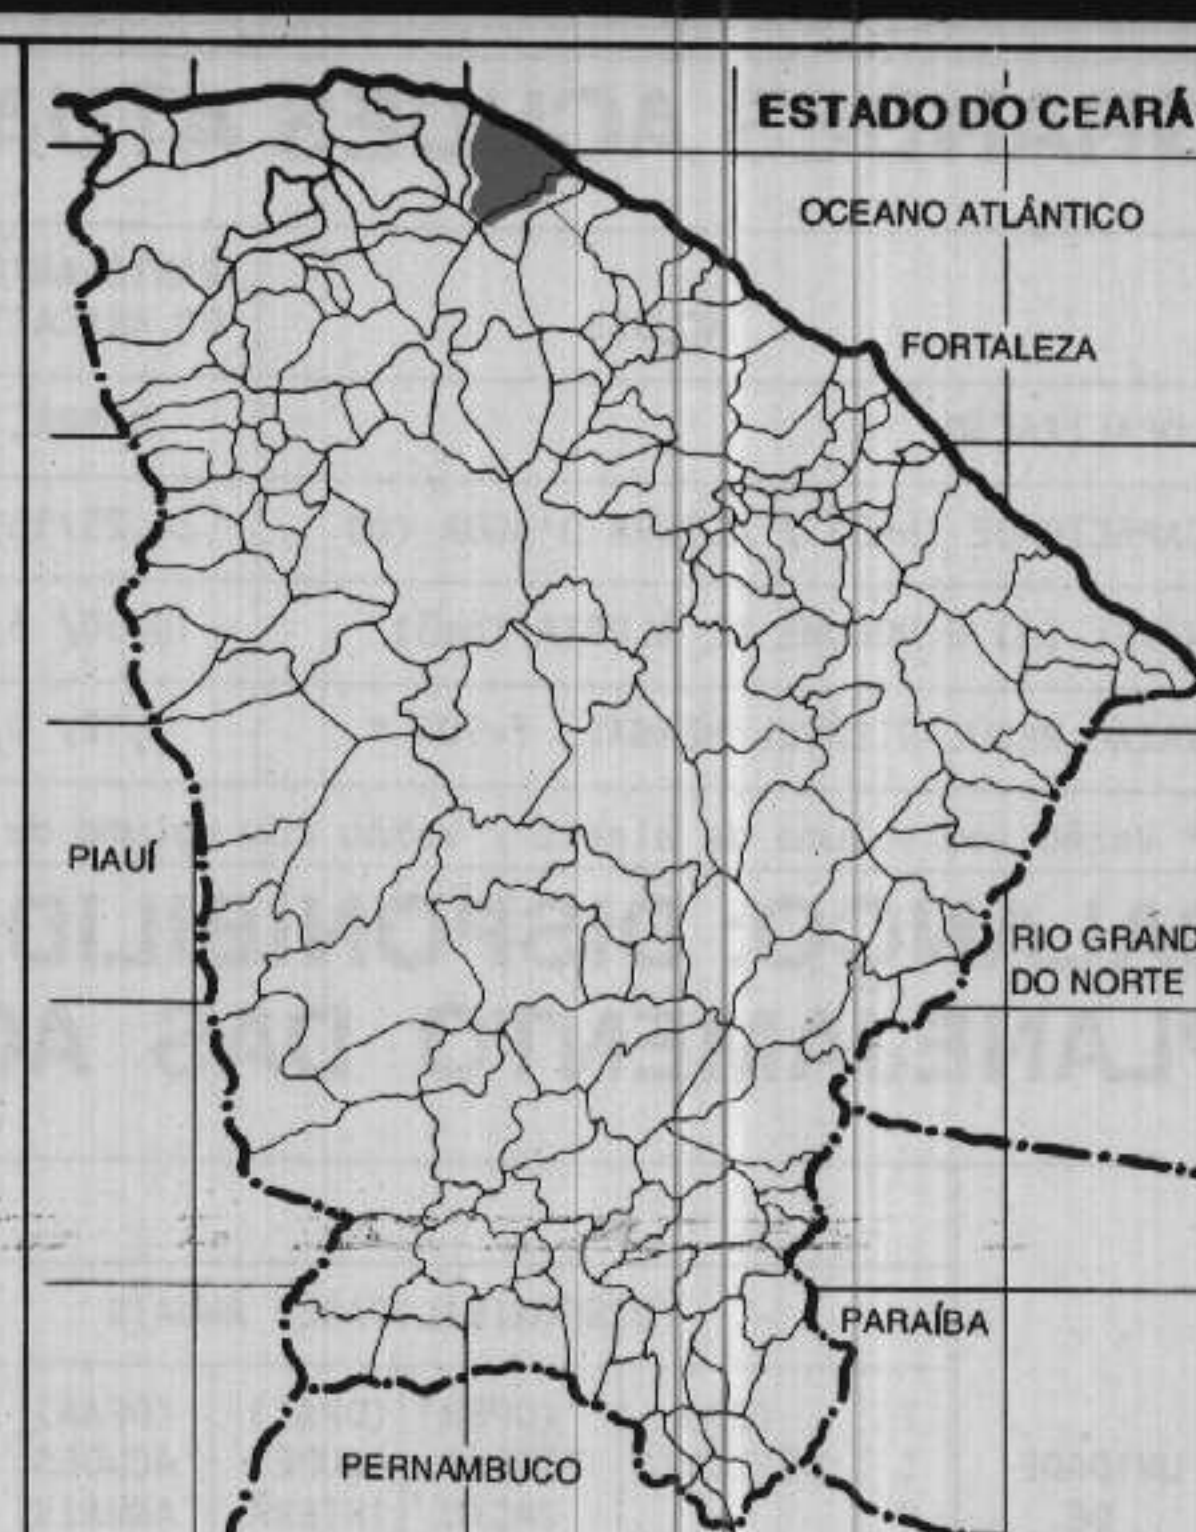 ESTADO DO CEARÁ
OCEANO ATLÂNTICO
FORTALEZA
PIAUÍ
RIO GRAND
DO NORTE
PARAÍBA
PERNAMBUCO